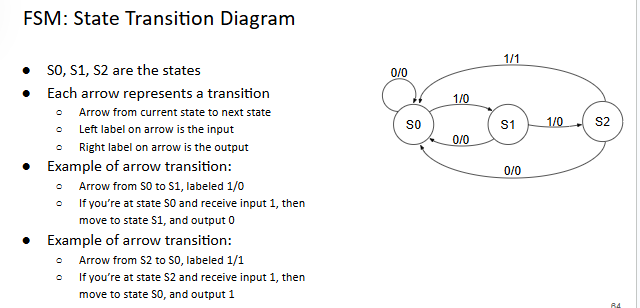 FSM: State Transition Diagram
● S0, S1, S2 are the states
● Each arrow represents a transition
○ Arrow from current state to next state
○ Left label on arrow is the input
○ Right label on arrow is the output
● Example of arrow transition:
○ Arrow from S0 to S1, labeled 1/0
○ If you're at state S0 and receive input 1, then
move to state S1, and output 0
● Example of arrow transition:
○ Arrow from S2 to S0, labeled 1/1
○ If you're at state S2 and receive input 1, then
move to state S0, and output 1
1/1
0/0
1/0
S0
S1
1/0
S2
0/0
0/0